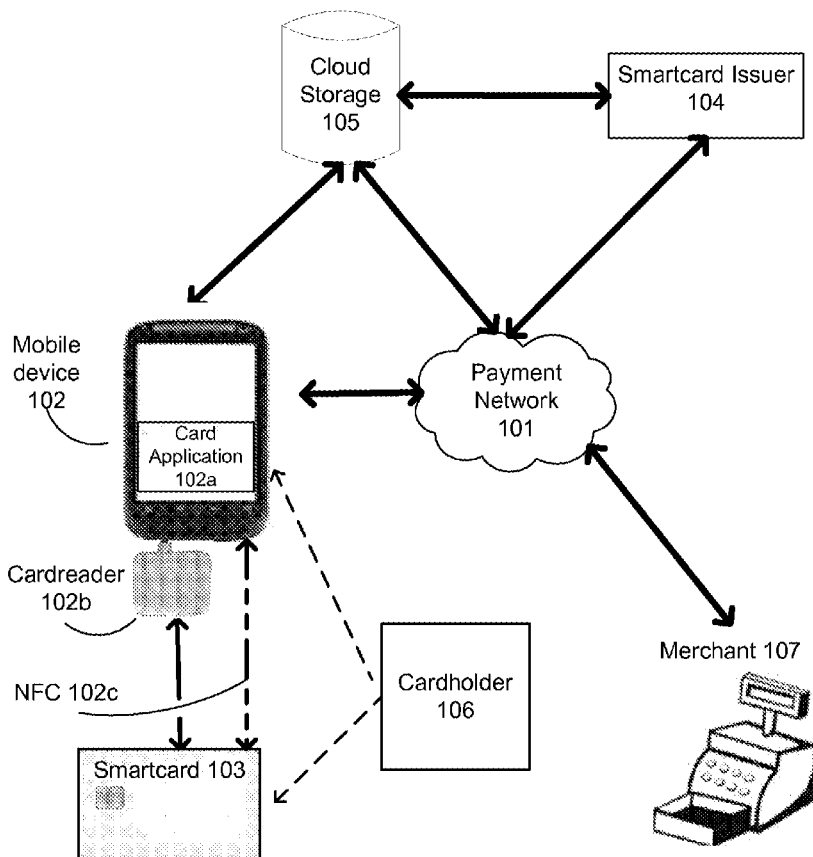 Cloud
Storage
105
Smartcard Issuer
104
Mobile
device
102
Payment
Network
101
Card
Application
102a
Cardreader
102b
Merchant 107
Cardholder
106
NFC 102c
Smartcard 103